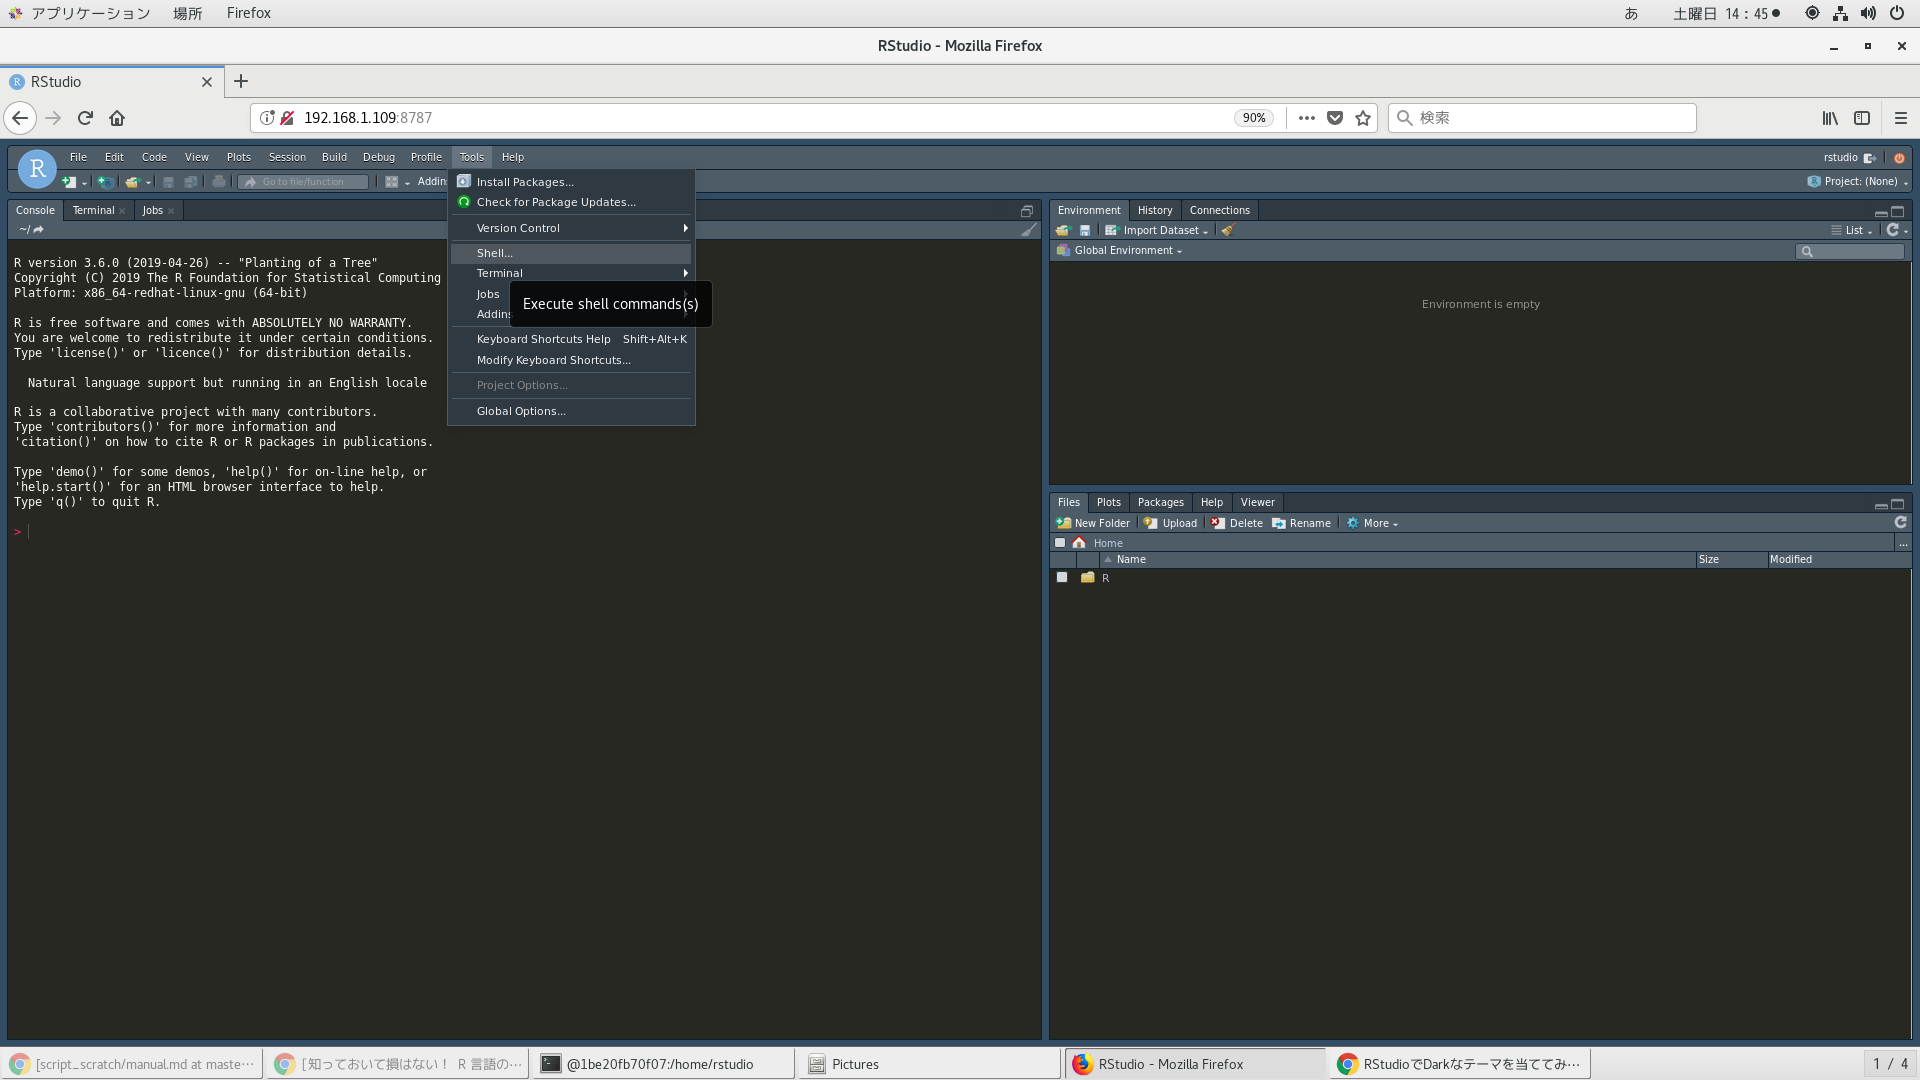 アプリケーション 場所 Firefox あ 土曜日 14 : 45
RStudio - Mozilla Firefox
RStudio
192.168.1.109:8787 90% 検索
File Edit Code View Plots Session Build Debug Profile Tools Help rstudio
Go to file/function Addin Project: (None)
Install Packages...
Check for Package Updates...
Version Control
Shell...
Terminal
Jobs
Addins
Execute shell commands(s)
Keyboard Shortcuts Help Shift+Alt+K
Modify Keyboard Shortcuts...
Project Options...
Global Options...
Console Terminal Jobs
~/
R version 3.6.0 (2019-04-26) -- "Planting of a Tree"
Copyright (C) 2019 The R Foundation for Statistical Computing
Platform: x86_64-redhat-linux-gnu (64-bit)
R is free software and comes with ABSOLUTELY NO WARRANTY.
You are welcome to redistribute it under certain conditions.
Type 'license()' or 'licence()' for distribution details.
Natural language support but running in an English locale
R is a collaborative project with many contributors.
Type 'contributors()' for more information and
'citation()' on how to cite R or R packages in publications.
Type 'demo()' for some demos, 'help()' for on-line help, or
'help.start()' for an HTML browser interface to help.
Type 'q()' to quit R.
>
Environment History Connections
Import Dataset List
Global Environment
Environment is empty
Files Plots Packages Help Viewer
New Folder Upload Delete Rename More
Home ...
Name Size Modified
R
[script_scratch/manual.md at maste… [知っておいて損はない！ R 言語の… @1be20fb70f07:/home/rstudio Pictures RStudio - Mozilla Firefox RStudioでDarkなテーマを当ててみ… 1 / 4